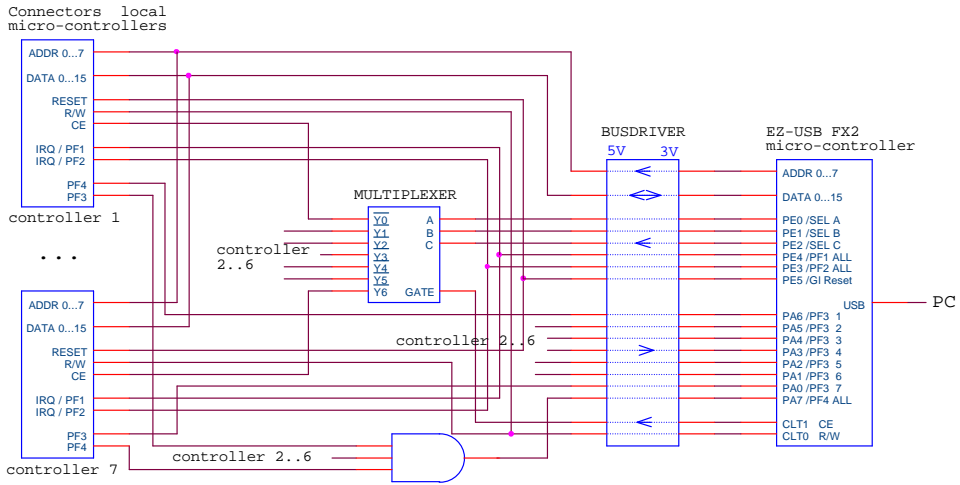 Connectors local
micro-controllers
ADDR 0...7
DATA 0...15
RESET
R/W
CE
IRQ / PF1
IRQ / PF2
PF4
PF3
controller 1
...
ADDR 0...7
DATA 0...15
RESET
R/W
CE
IRQ / PF1
IRQ / PF2
PF3
PF4
controller 7
MULTIPLEXER
Y0 A
Y1 B
Y2 C
Y3
Y4
Y5
Y6 GATE
controller
2..6
controller 2..6
controller 2..6
BUSDRIVER
5V 3V
EZ-USB FX2
micro-controller
ADDR 0...7
DATA 0...15
PE0 /SEL A
PE1 /SEL B
PE2 /SEL C
PE4 /PF1 ALL
PE3 /PF2 ALL
PE5 /GI Reset
USB
PC
PA6 /PF3 1
PA5 /PF3 2
PA4 /PF3 3
PA3 /PF3 4
PA2 /PF3 5
PA1 /PF3 6
PA0 /PF3 7
PA7 /PF4 ALL
CLT1 CE
CLT0 R/W